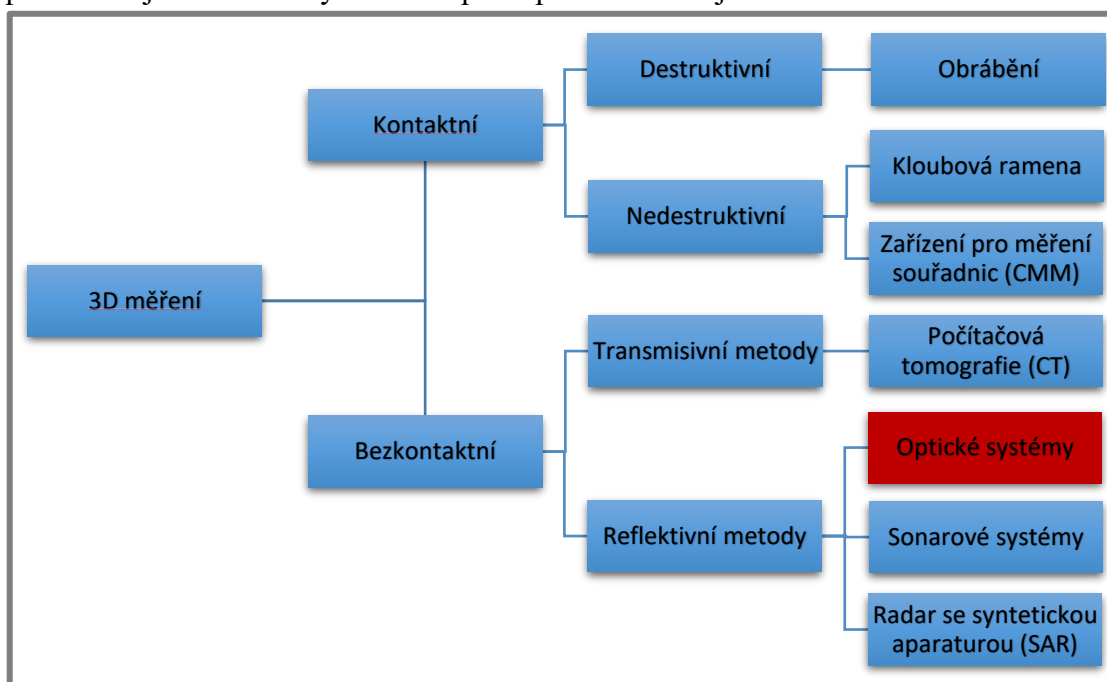 Destruktivní
Obrábění
Kontaktní
Kloubová ramena
Nedestruktivní
Zařízení pro měření
souřadnic (CMM)
3D měření
Transmisivní metody
Počítačová
tomografie (CT)
Bezkontaktní
Optické systémy
Reflektivní metody
Sonarové systémy
Radar se syntetickou
aparaturou (SAR)